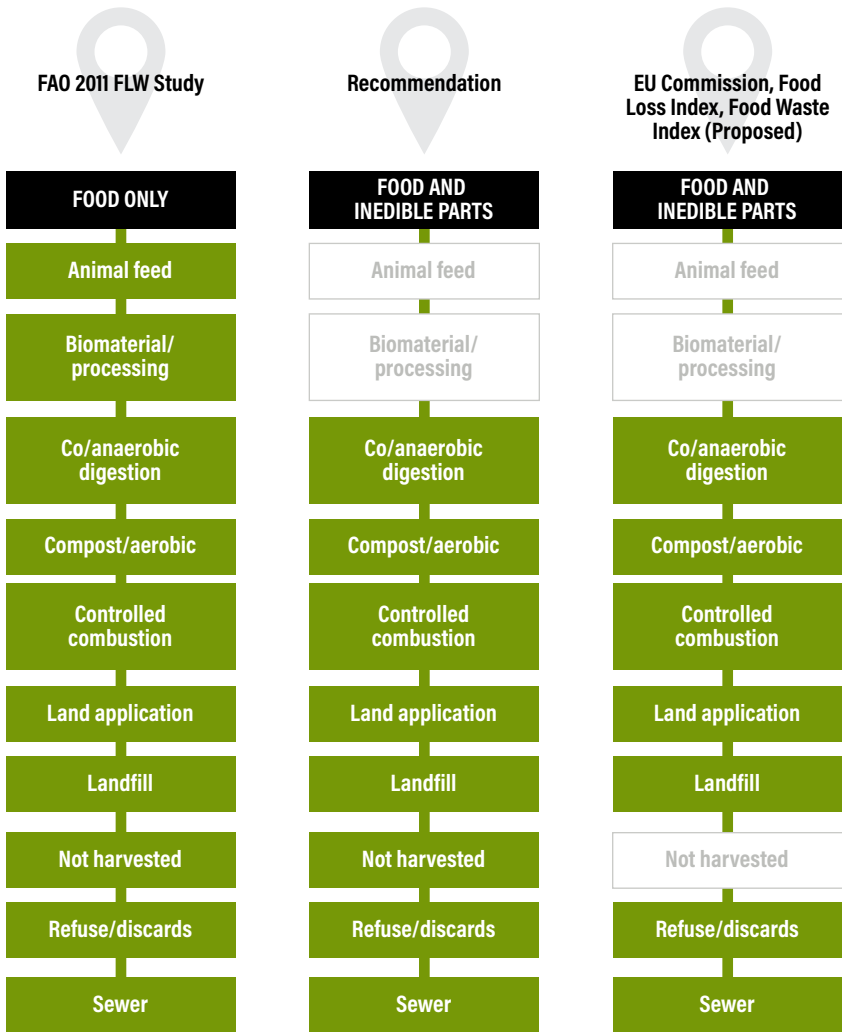 FAO 2011 FLW Study
FOOD ONLY
Animal feed
Biomaterial/
processing
Co/anaerobic
digestion
Compost/aerobic
Controlled
combustion
Land application
Landfill
Not harvested
Refuse/discards
Sewer
Recommendation
FOOD AND
INEDIBLE PARTS
Animal feed
Biomaterial/
processing
Co/anaerobic
digestion
Compost/aerobic
Controlled
combustion
Land application
Landfill
Not harvested
Refuse/discards
Sewer
EU Commission, Food
Loss Index, Food Waste
Index (Proposed)
FOOD AND
INEDIBLE PARTS
Animal feed
Biomaterial/
processing
Co/anaerobic
digestion
Compost/aerobic
Controlled
combustion
Land application
Landfill
Not harvested
Refuse/discards
Sewer